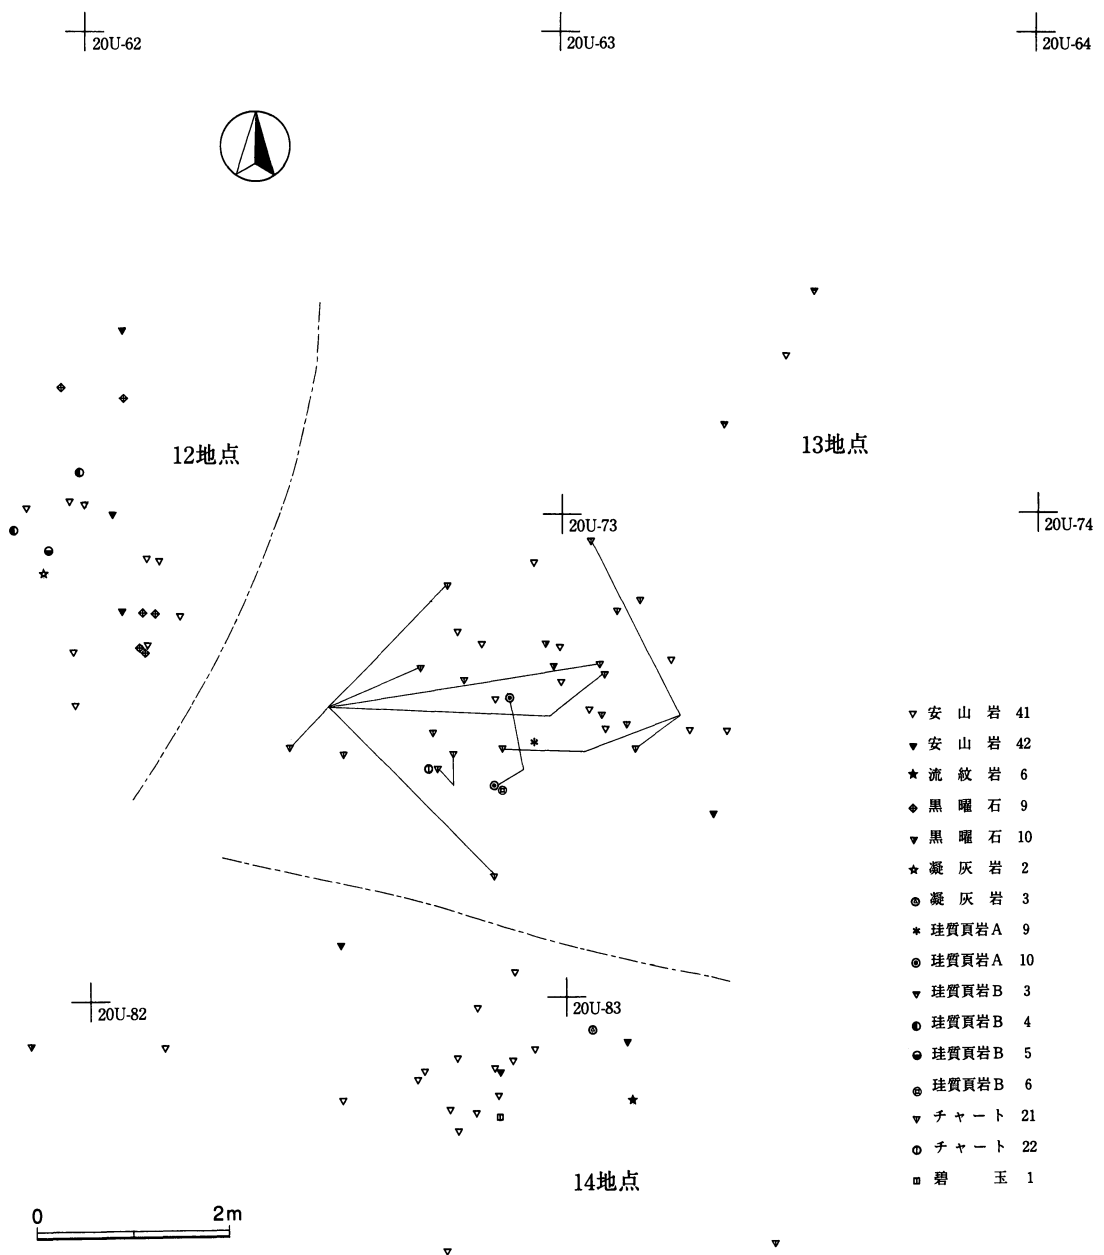 20U-62
20U-63
20U-64
12地点
13地点
20U-73
20U-74
安山岩 41
安山岩 42
流紋岩 6
黒曜石 9
黒曜石 10
凝灰岩 2
凝灰岩 3
珪質頁岩A 9
珪質頁岩A 10
珪質頁岩B 3
珪質頁岩B 4
珪質頁岩B 5
珪質頁岩B 6
チャート 21
チャート 22
碧玉 1
20U-82
20U-83
14地点
0 2m